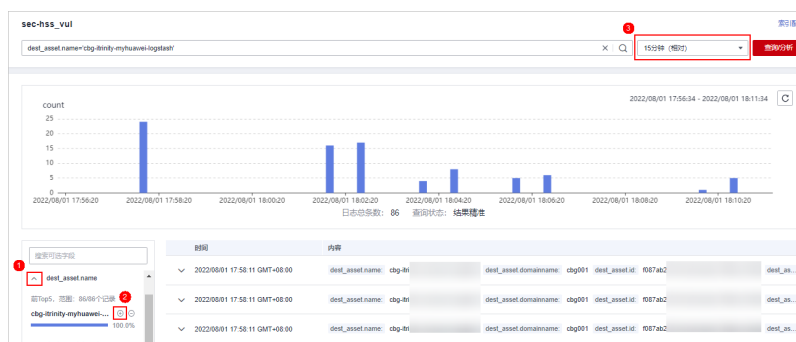 sec-hss_vul
dest_asset.name='cbg-itrinity-myhuawei-logstash'
3
15分钟 (相对)
查询/分析
2022/08/01 17:56:34 - 2022/08/01 18:11:34
count
25
20
15
10
5
0
2022/08/01 17:56:20 2022/08/01 17:58:20 2022/08/01 18:00:20 2022/08/01 18:02:20 2022/08/01 18:04:20 2022/08/01 18:06:20 2022/08/01 18:08:20 2022/08/01 18:10:20
日志总条数: 86 查询状态: 结果精准
搜索可选字段
时间 内容
1
dest_asset.name
2022/08/01 17:58:11 GMT+08:00 dest_asset.name: cbg-itri dest_asset.domainname: cbg001 dest_asset.id: f087ab2 dest_as...
前Top5, 范围: 86/86个记录
2
cbg-itrinity-myhuawei-...
100.0%
2022/08/01 17:58:11 GMT+08:00 dest_asset.name: cbg-itri dest_asset.domainname: cbg001 dest_asset.id: f087ab2 dest_as...
2022/08/01 17:58:11 GMT+08:00 dest_asset.name: cbg-itri dest_asset.domainname: cbg001 dest_asset.id: f087ab2 dest_as...